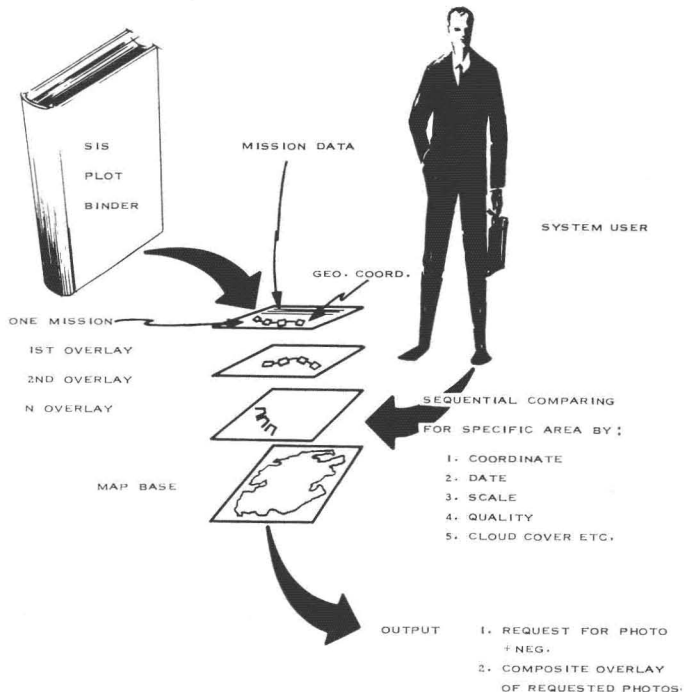 SIS
PLOT
BINDER
MISSION DATA
SYSTEM USER
GEO. COORD.
ONE MISSION
1ST OVERLAY
2ND OVERLAY
N OVERLAY
MAP BASE
SEQUENTIAL COMPARING
FOR SPECIFIC AREA BY:
1. COORDINATE
2. DATE
3. SCALE
4. QUALITY
5. CLOUD COVER ETC.
OUTPUT
1. REQUEST FOR PHOTO
+ NEG.
2. COMPOSITE OVERLAY
OF REQUESTED PHOTOS.